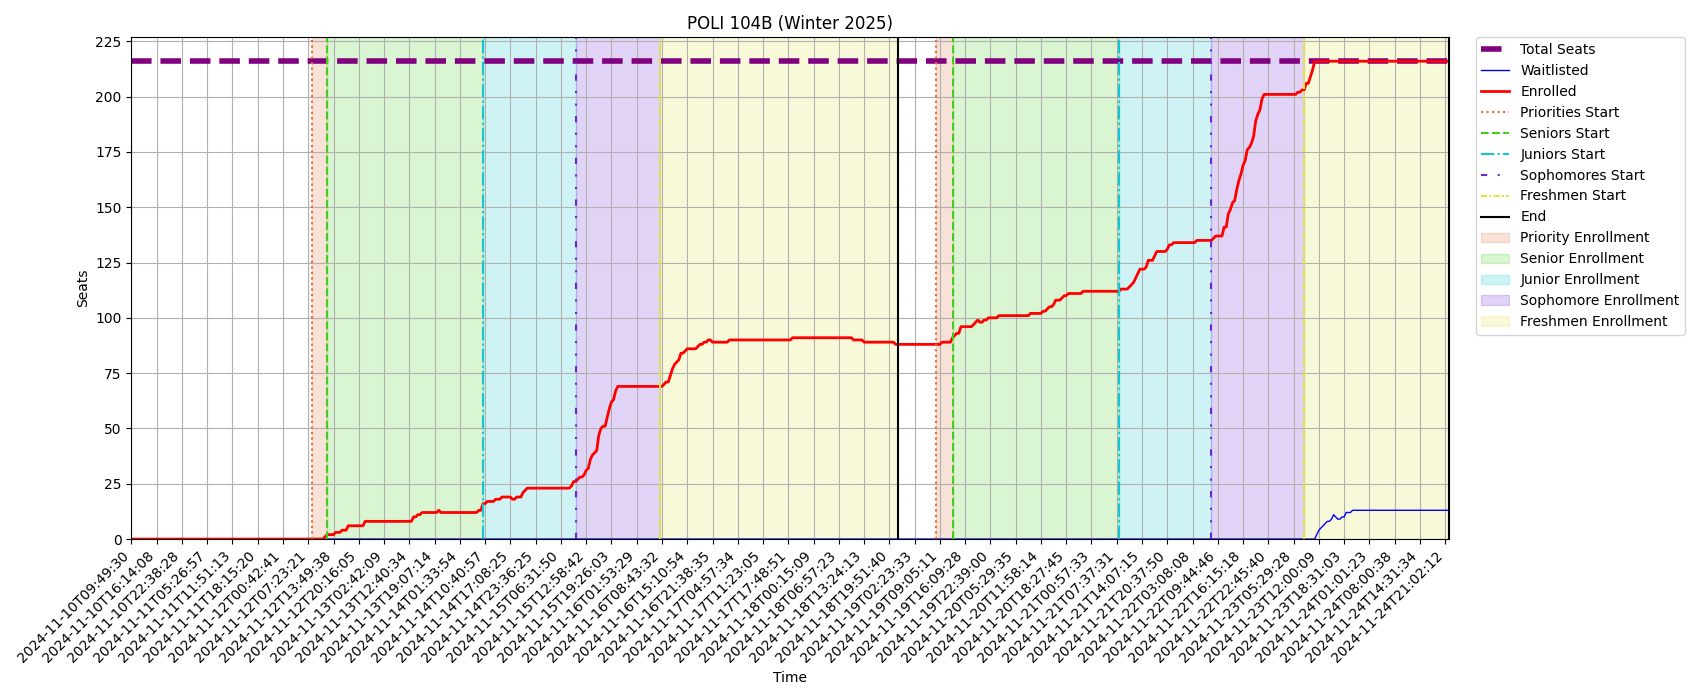 POLI 104B (Winter 2025)
Seats
225
200
175
150
125
100
75
50
25
0
2024-11-10T09:49:30
2024-11-10T16:14:08
2024-11-10T22:38:28
2024-11-11T05:26:57
2024-11-11T11:51:13
2024-11-11T18:15:20
2024-11-12T00:42:41
2024-11-12T07:23:21
2024-11-12T13:49:38
2024-11-12T20:16:05
2024-11-13T02:42:09
2024-11-13T12:40:34
2024-11-13T19:07:14
2024-11-14T01:33:54
2024-11-14T10:40:57
2024-11-14T17:08:25
2024-11-14T23:36:25
2024-11-15T06:31:50
2024-11-15T12:58:42
2024-11-15T19:26:03
2024-11-16T01:53:29
2024-11-16T08:43:32
2024-11-16T15:10:54
2024-11-16T21:38:35
2024-11-17T04:57:34
2024-11-17T11:23:05
2024-11-17T17:48:51
2024-11-18T00:15:09
2024-11-18T06:57:23
2024-11-18T13:24:13
2024-11-18T19:51:40
2024-11-19T02:23:33
2024-11-19T09:05:11
2024-11-19T16:09:28
2024-11-19T22:39:00
2024-11-20T05:29:35
2024-11-20T11:58:14
2024-11-20T18:27:45
2024-11-21T00:57:33
2024-11-21T07:37:31
2024-11-21T14:07:15
2024-11-21T20:37:50
2024-11-22T03:08:08
2024-11-22T09:44:46
2024-11-22T16:15:18
2024-11-22T22:45:40
2024-11-23T05:29:28
2024-11-23T12:00:09
2024-11-23T18:31:03
2024-11-24T01:01:23
2024-11-24T08:00:38
2024-11-24T14:31:34
2024-11-24T21:02:12
Time
Total Seats
Waitlisted
Enrolled
Priorities Start
Seniors Start
Juniors Start
Sophomores Start
Freshmen Start
End
Priority Enrollment
Senior Enrollment
Junior Enrollment
Sophomore Enrollment
Freshmen Enrollment